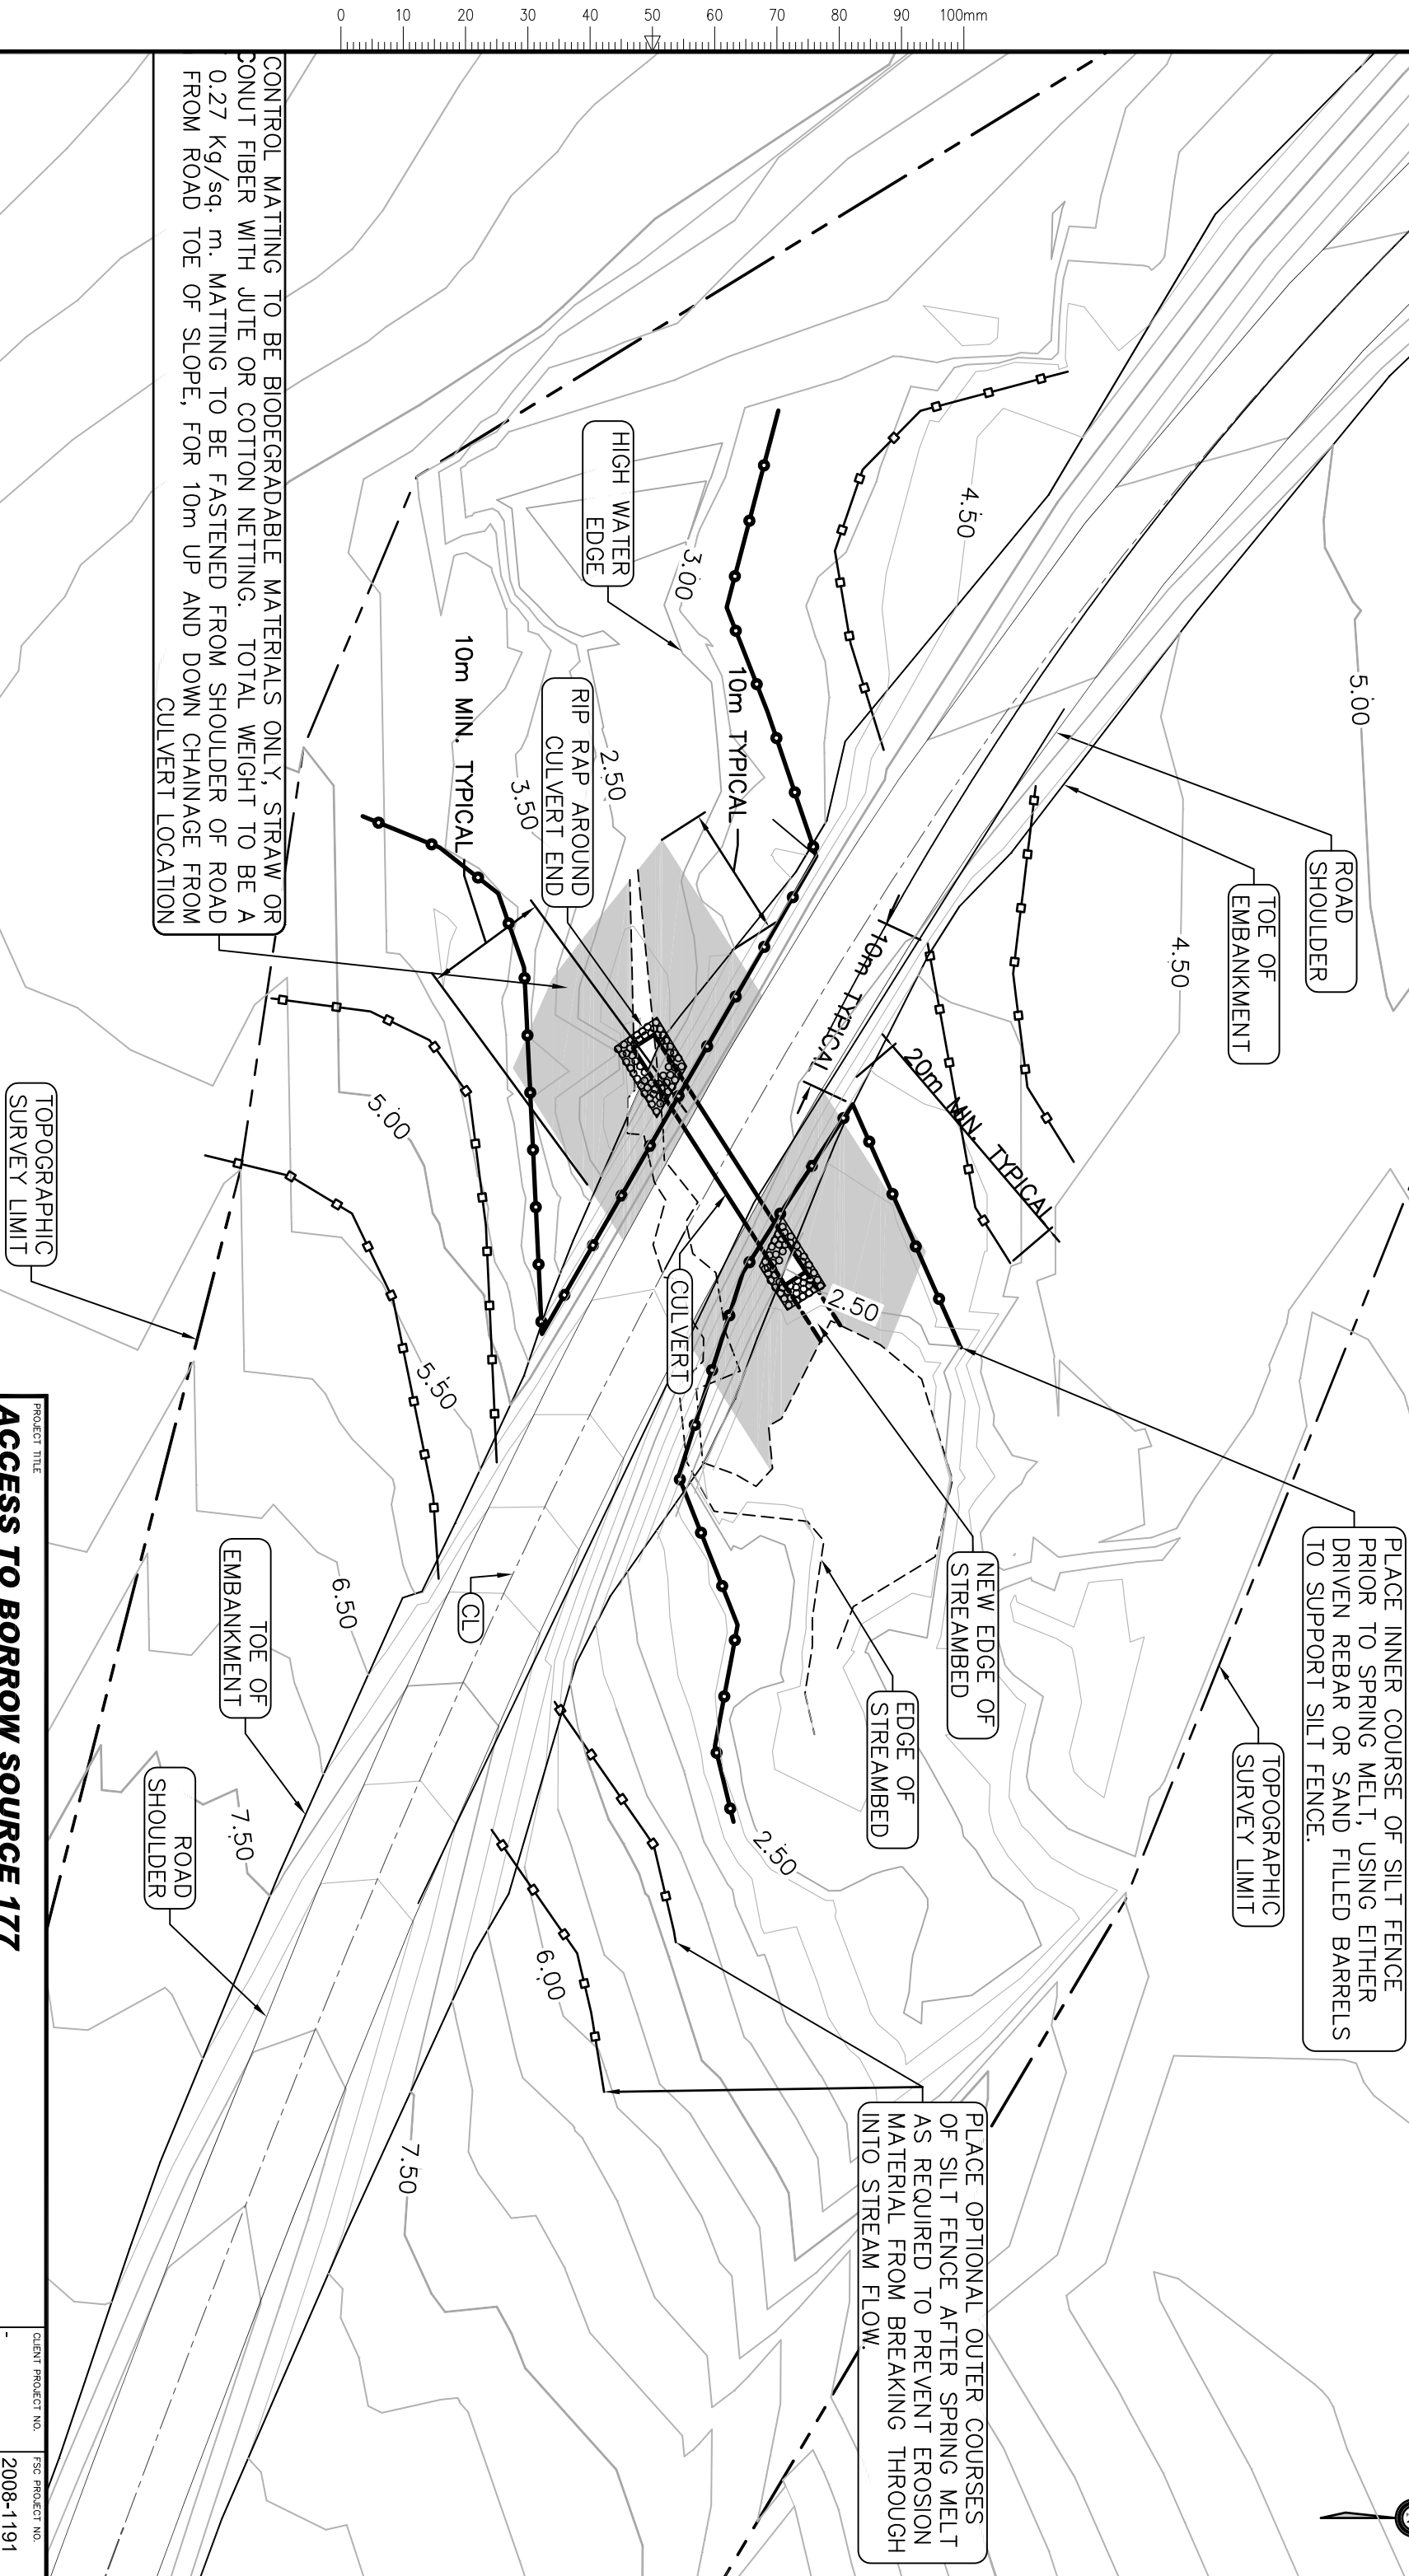 0 10 20 30 40 50 60 70 80 90 100mm
PLACE INNER COURSE OF SILT FENCE
PRIOR TO SPRING MELT, USING EITHER
DRIVEN REBAR OR SAND FILLED BARRELS
TO SUPPORT SILT FENCE.
ROAD
SHOULDER
TOE OF
EMBANKMENT
TOPOGRAPHIC
SURVEY LIMIT
5.00
4.50
4.50
20m MIN. TYPICAL
10m TYPICAL
NEW EDGE OF
STREAMBED
EDGE OF
STREAMBED
PLACE OPTIONAL OUTER COURSES
OF SILT FENCE AFTER SPRING MELT
AS REQUIRED TO PREVENT EROSION
MATERIAL FROM BREAKING THROUGH
INTO STREAM FLOW.
2.50
2.50
10m TYPICAL
3.00
HIGH WATER
EDGE
CULVERT
2.50
3.50
RIP RAP AROUND
CULVERT END
10m MIN. TYPICAL
6.00
CL
5.50
5.00
7.50
6.50
CONTROL MATTING TO BE BIODEGRADABLE MATERIALS ONLY, STRAW OR
CONUT FIBER WITH JUTE OR COTTON NETTING. TOTAL WEIGHT TO BE A
0.27 Kg/sq. m. MATTING TO BE FASTENED FROM SHOULDER OF ROAD
FROM ROAD TOE OF SLOPE, FOR 10m UP AND DOWN CHAINAGE FROM
CULVERT LOCATION
TOE OF
EMBANKMENT
7.50
ROAD
SHOULDER
TOPOGRAPHIC
SURVEY LIMIT
PROJECT TITLE
ACCESS TO BORROW SOURCE 177
CLIENT PROJECT NO.
-
FSC PROJECT NO.
2008-1191